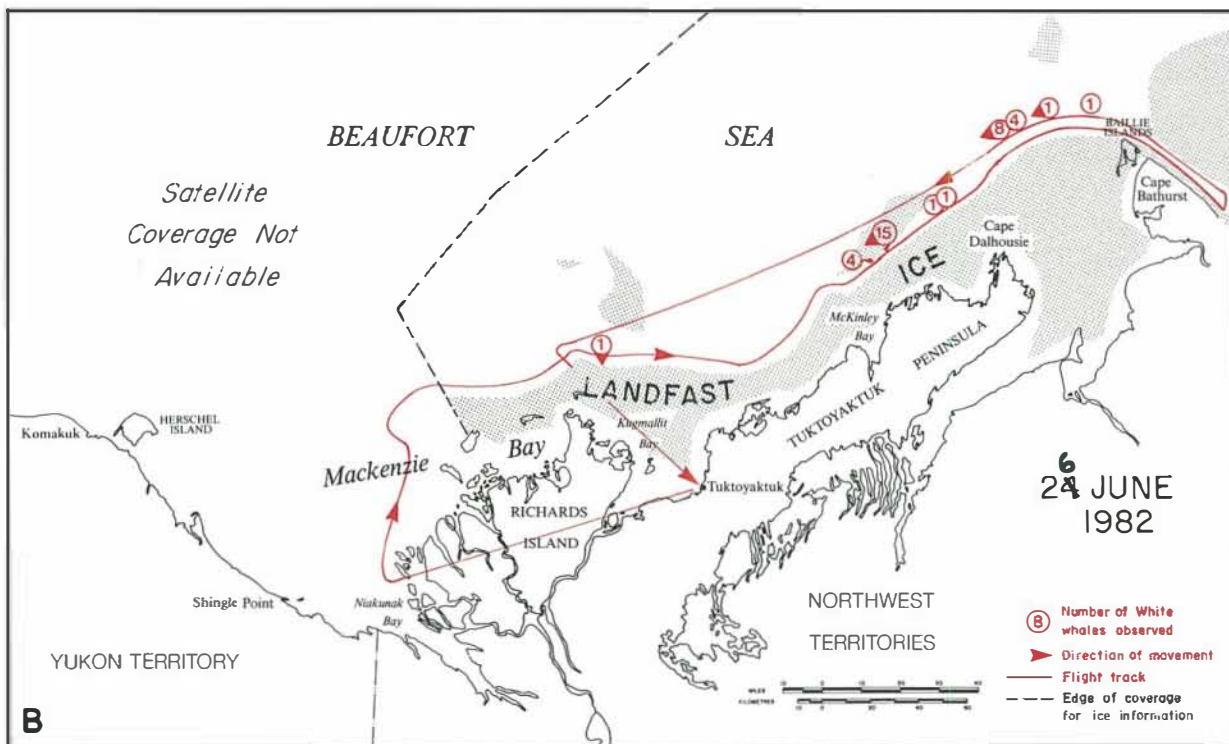 BEAUFORT SEA
Satellite
Coverage Not
Available
8 4 1 1
BAILLIE
ISLANDS
Cape
Bathurst
1
Cape
Dalhousie
15
4
ICE
McKinley
Bay
PENINSULA
1
LANDFAST
TUKTOYAKTUK
Kugmallit
Bay
Komakuk
HERSCHEL
ISLAND
Mackenzie Bay
Tuktoyaktuk
RICHARDS
ISLAND
6
24 JUNE
1982
Shingle Point
Niakunak
Bay
YUKON TERRITORY
NORTHWEST
TERRITORIES
8 Number of White
whales observed
Direction of movement
Flight track
Edge of coverage
for ice information
MILES
KILOMETRES
B